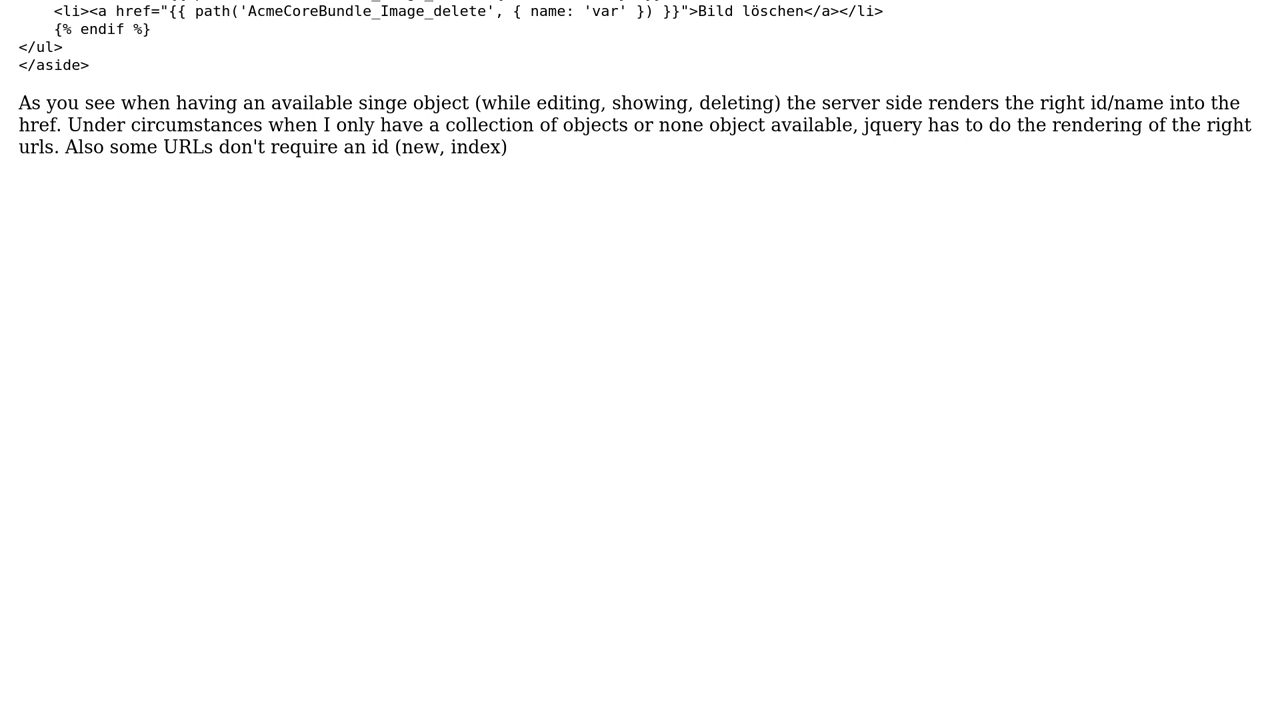 <li><a href="{{ path('AcmeCoreBundle_Image_delete', { name: 'var' }) }}">Bild löschen</a></li>
{% endif %}
</ul>
</aside>
As you see when having an available singe object (while editing, showing, deleting) the server side renders the right id/name into the
href. Under circumstances when I only have a collection of objects or none object available, jquery has to do the rendering of the right
urls. Also some URLs don't require an id (new, index)